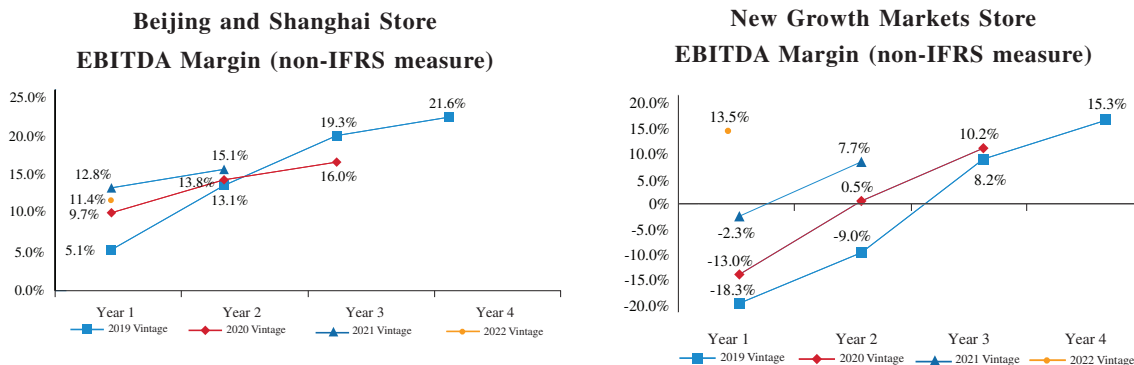 Beijing and Shanghai Store
EBITDA Margin (non-IFRS measure)
25.0%
20.0%
15.0%
10.0%
5.0%
0.0%
12.8%
11.4%
9.7%
5.1%
15.1%
13.8%
13.1%
19.3%
16.0%
21.6%
Year 1
Year 2
Year 3
Year 4
2019 Vintage
2020 Vintage
2021 Vintage
2022 Vintage
New Growth Markets Store
EBITDA Margin (non-IFRS measure)
20.0%
15.0%
10.0%
5.0%
0%
-5.0%
-10.0%
-15.0%
-20.0%
13.5%
-2.3%
-13.0%
-18.3%
7.7%
0.5%
-9.0%
10.2%
8.2%
15.3%
Year 1
Year 2
Year 3
Year 4
2019 Vintage
2020 Vintage
2021 Vintage
2022 Vintage